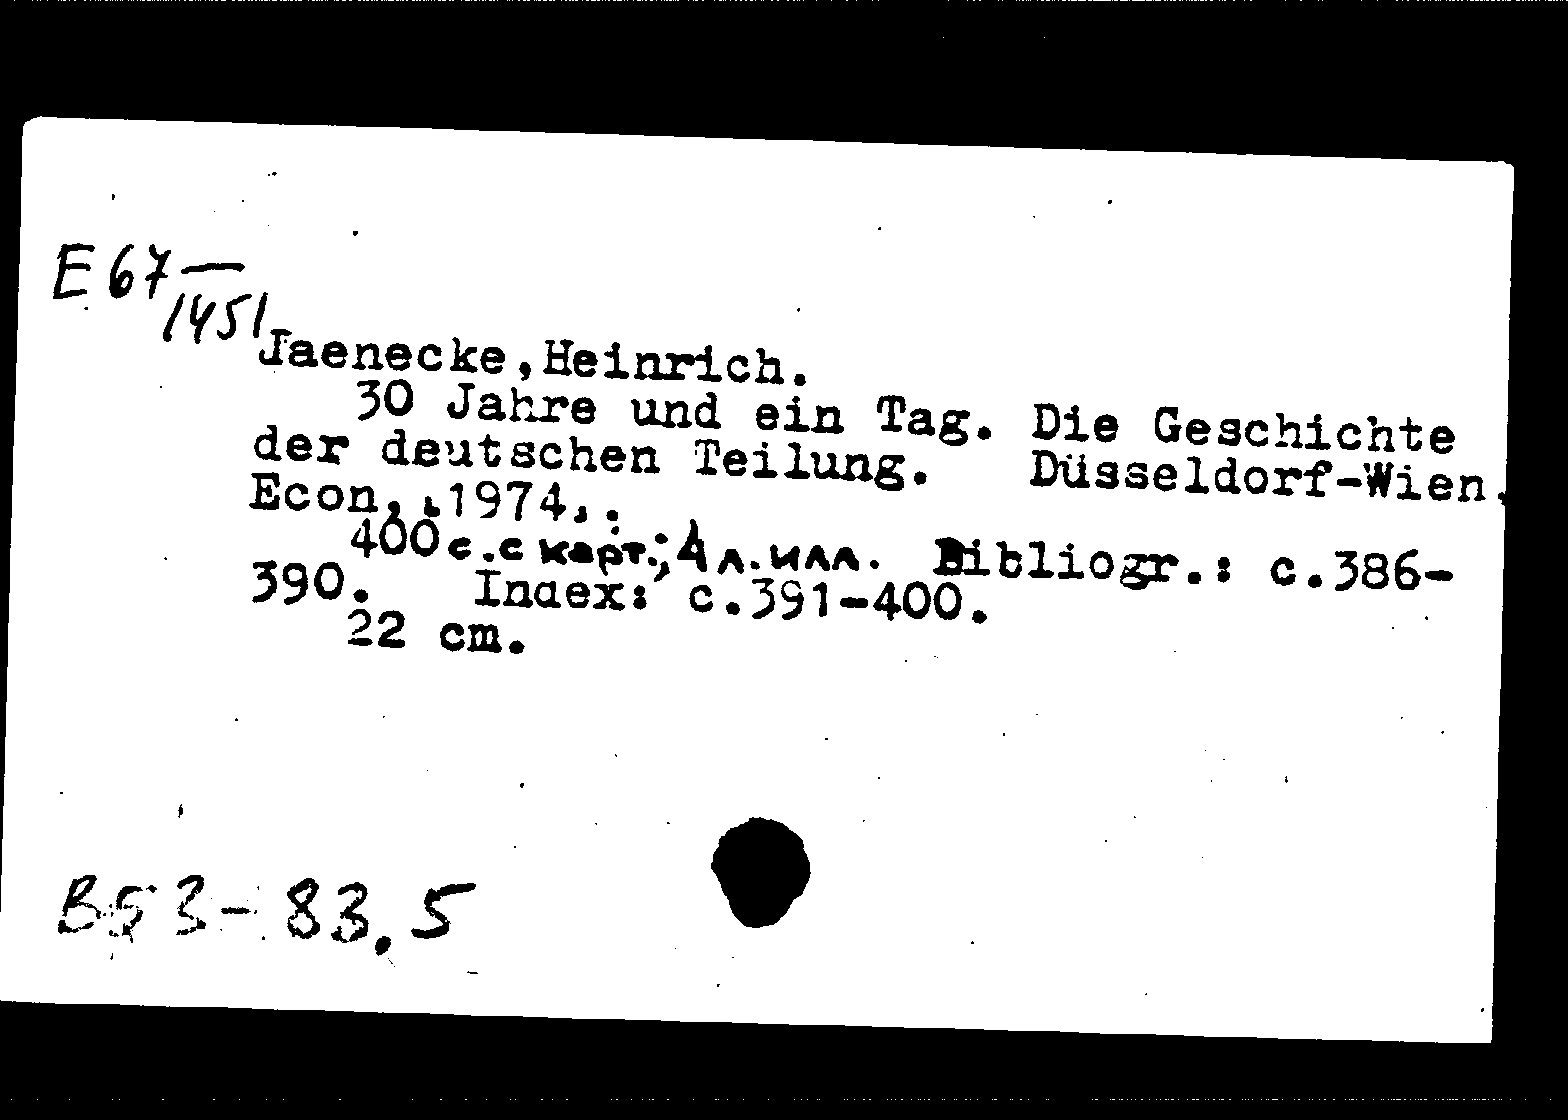 E 67—
/1451
Jaenecke, Heinrich.
30 Jahre und ein Tag. Die Geschichte
der deutschen Teilung. Düsseldorf-Wien.
Econ, 1974.
400 с. с карт.; 4 л. илл. Bibliogr.: c.386-
390. Index: c.391-400.
22 cm.
B53-83.5